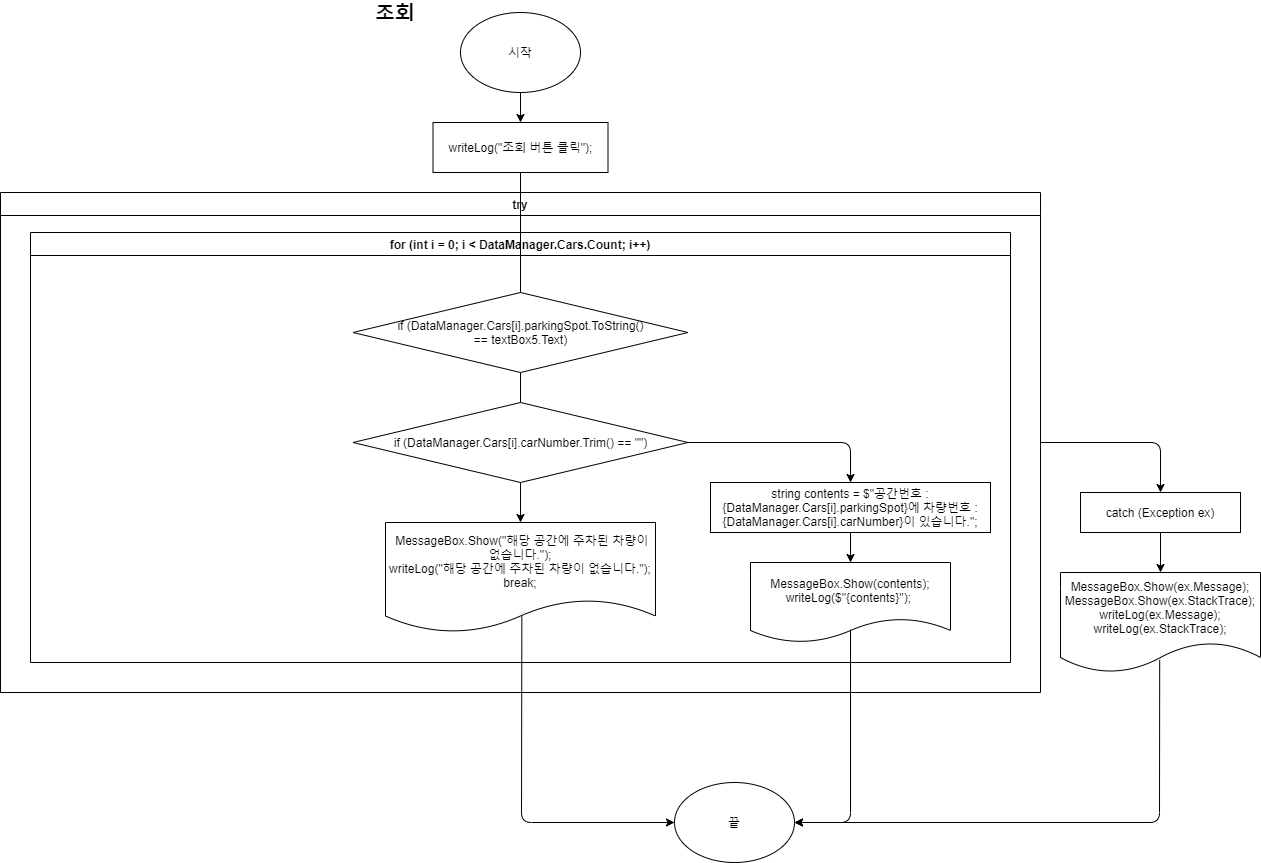 조회
시작
writeLog("조회 버튼 클릭");
try
for (int i = 0; i < DataManager.Cars.Count; i++)
if (DataManager.Cars[i].parkingSpot.ToString()
== textBox5.Text)
if (DataManager.Cars[i].carNumber.Trim() == "")
string contents = $"공간번호 :
{DataManager.Cars[i].parkingSpot}에 차량번호 :
{DataManager.Cars[i].carNumber}이 있습니다.";
catch (Exception ex)
MessageBox.Show("해당 공간에 주차된 차량이
없습니다.");
writeLog("해당 공간에 주차된 차량이 없습니다.");
break;
MessageBox.Show(contents);
writeLog($"{contents}");
MessageBox.Show(ex.Message);
MessageBox.Show(ex.StackTrace);
writeLog(ex.Message);
writeLog(ex.StackTrace);
끝